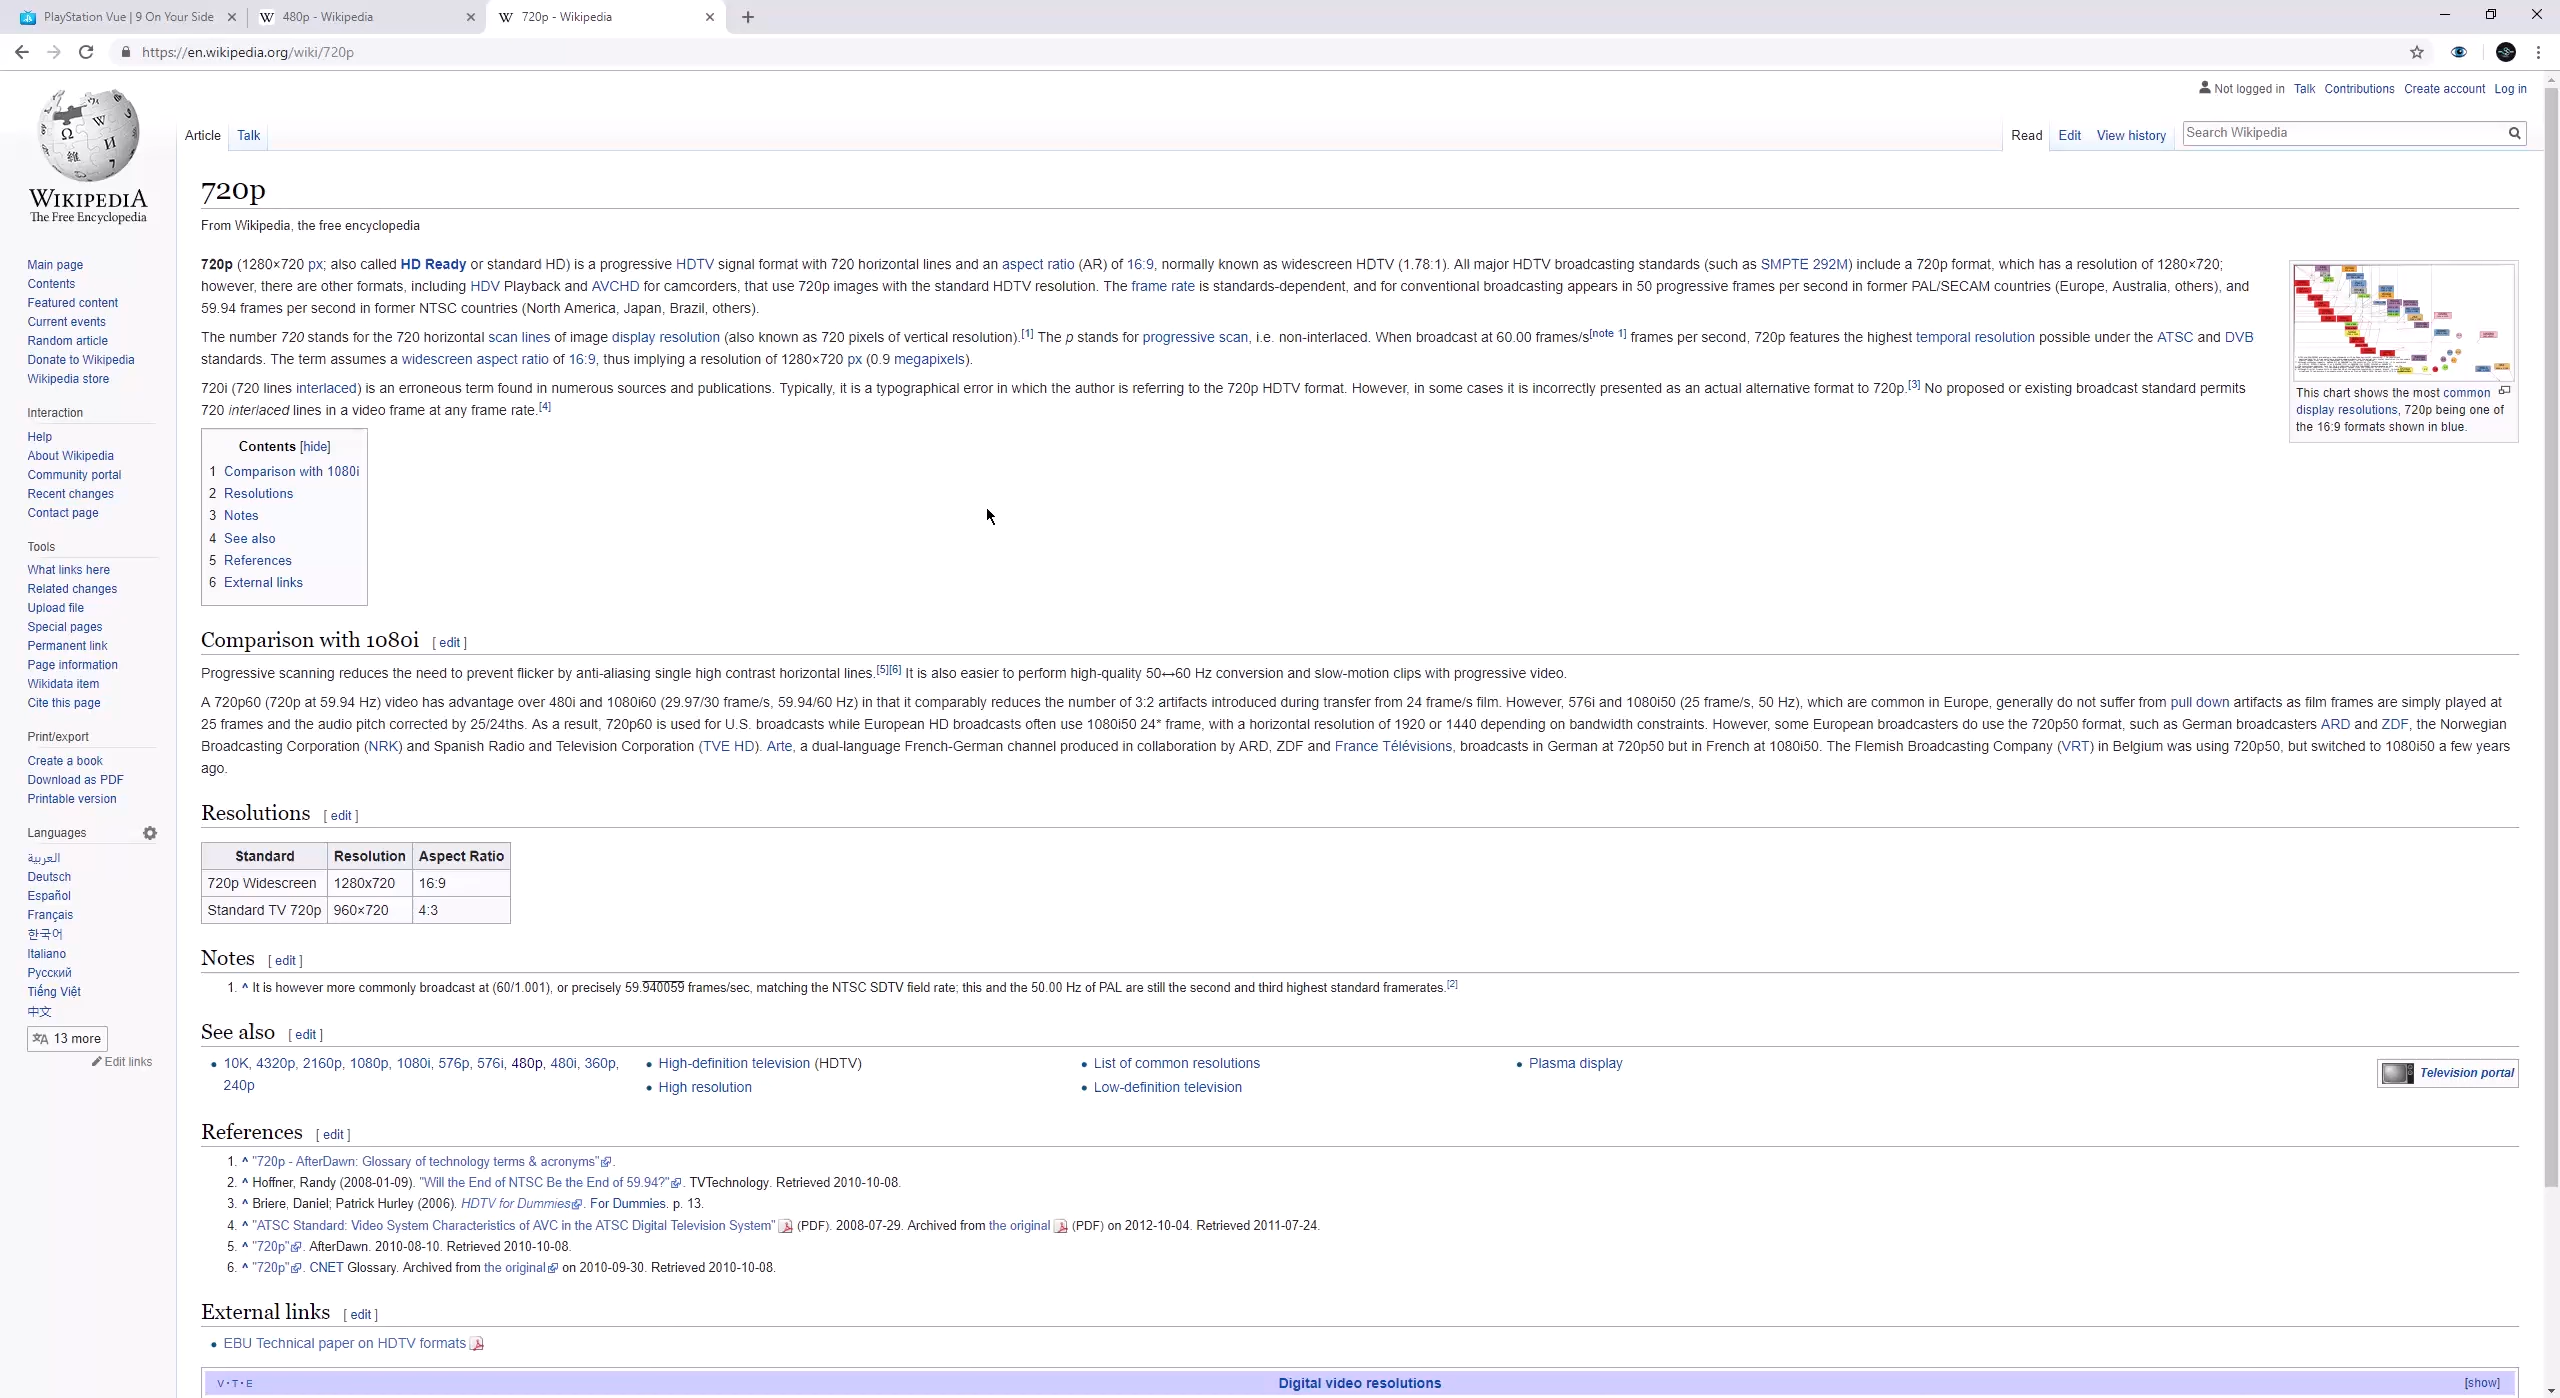 PlayStation Vue | 9 On Your Side
480p - Wikipedia
720p - Wikipedia
https://en.wikipedia.org/wiki/720p
Not logged in Talk Contributions Create account Log in
Article Talk
Read Edit View history Search Wikipedia
WIKIPEDIA
The Free Encyclopedia
Main page
Contents
Featured content
Current events
Random article
Donate to Wikipedia
Wikipedia store
Interaction
Help
About Wikipedia
Community portal
Recent changes
Contact page
Tools
What links here
Related changes
Upload file
Special pages
Permanent link
Page information
Wikidata item
Cite this page
Print/export
Create a book
Download as PDF
Printable version
Languages
العربية
Deutsch
Español
Français
한국어
Italiano
Русский
Tiếng Việt
中文
13 more
Edit links
720p
From Wikipedia, the free encyclopedia
720p (1280×720 px; also called HD Ready or standard HD) is a progressive HDTV signal format with 720 horizontal lines and an aspect ratio (AR) of 16:9, normally known as widescreen HDTV (1.78:1). All major HDTV broadcasting standards (such as SMPTE 292M) include a 720p format, which has a resolution of 1280×720;
however, there are other formats, including HDV Playback and AVCHD for camcorders, that use 720p images with the standard HDTV resolution. The frame rate is standards-dependent, and for conventional broadcasting appears in 50 progressive frames per second in former PAL/SECAM countries (Europe, Australia, others), and
59.94 frames per second in former NTSC countries (North America, Japan, Brazil, others).
The number 720 stands for the 720 horizontal scan lines of image display resolution (also known as 720 pixels of vertical resolution).[1] The p stands for progressive scan, i.e. non-interlaced. When broadcast at 60.00 frames/s[note 1] frames per second, 720p features the highest temporal resolution possible under the ATSC and DVB
standards. The term assumes a widescreen aspect ratio of 16:9, thus implying a resolution of 1280×720 px (0.9 megapixels).
720i (720 lines interlaced) is an erroneous term found in numerous sources and publications. Typically, it is a typographical error in which the author is referring to the 720p HDTV format. However, in some cases it is incorrectly presented as an actual alternative format to 720p.[3] No proposed or existing broadcast standard permits
720 interlaced lines in a video frame at any frame rate.[4]
This chart shows the most common
display resolutions, 720p being one of
the 16:9 formats shown in blue.
Contents [hide]
1 Comparison with 1080i
2 Resolutions
3 Notes
4 See also
5 References
6 External links
Comparison with 1080i [ edit ]
Progressive scanning reduces the need to prevent flicker by anti-aliasing single high contrast horizontal lines.[5][6] It is also easier to perform high-quality 50↔60 Hz conversion and slow-motion clips with progressive video.
A 720p60 (720p at 59.94 Hz) video has advantage over 480i and 1080i60 (29.97/30 frame/s, 59.94/60 Hz) in that it comparably reduces the number of 3:2 artifacts introduced during transfer from 24 frame/s film. However, 576i and 1080i50 (25 frame/s, 50 Hz), which are common in Europe, generally do not suffer from pull down artifacts as film frames are simply played at
25 frames and the audio pitch corrected by 25/24ths. As a result, 720p60 is used for U.S. broadcasts while European HD broadcasts often use 1080i50 24* frame, with a horizontal resolution of 1920 or 1440 depending on bandwidth constraints. However, some European broadcasters do use the 720p50 format, such as German broadcasters ARD and ZDF, the Norwegian
Broadcasting Corporation (NRK) and Spanish Radio and Television Corporation (TVE HD). Arte, a dual-language French-German channel produced in collaboration by ARD, ZDF and France Télévisions, broadcasts in German at 720p50 but in French at 1080i50. The Flemish Broadcasting Company (VRT) in Belgium was using 720p50, but switched to 1080i50 a few years
ago.
Resolutions [ edit ]
Standard Resolution Aspect Ratio
720p Widescreen 1280x720 16:9
Standard TV 720p 960×720 4:3
Notes [ edit ]
1. ^ It is however more commonly broadcast at (60/1.001), or precisely 59.940059 frames/sec, matching the NTSC SDTV field rate; this and the 50.00 Hz of PAL are still the second and third highest standard framerates.[2]
See also [ edit ]
• 10K, 4320p, 2160p, 1080p, 1080i, 576p, 576i, 480p, 480i, 360p,
240p
• High-definition television (HDTV)
• High resolution
• List of common resolutions
• Low-definition television
• Plasma display
Television portal
References [ edit ]
1. ^ "720p - AfterDawn: Glossary of technology terms & acronyms".
2. ^ Hoffner, Randy (2008-01-09). "Will the End of NTSC Be the End of 59.94?". TVTechnology. Retrieved 2010-10-08.
3. ^ Briere, Daniel; Patrick Hurley (2006). HDTV for Dummies. For Dummies. p. 13.
4. ^ "ATSC Standard: Video System Characteristics of AVC in the ATSC Digital Television System" (PDF). 2008-07-29. Archived from the original (PDF) on 2012-10-04. Retrieved 2011-07-24.
5. ^ "720p". AfterDawn. 2010-08-10. Retrieved 2010-10-08.
6. ^ "720p". CNET Glossary. Archived from the original on 2010-09-30. Retrieved 2010-10-08.
External links [ edit ]
• EBU Technical paper on HDTV formats
V·T·E Digital video resolutions [show]